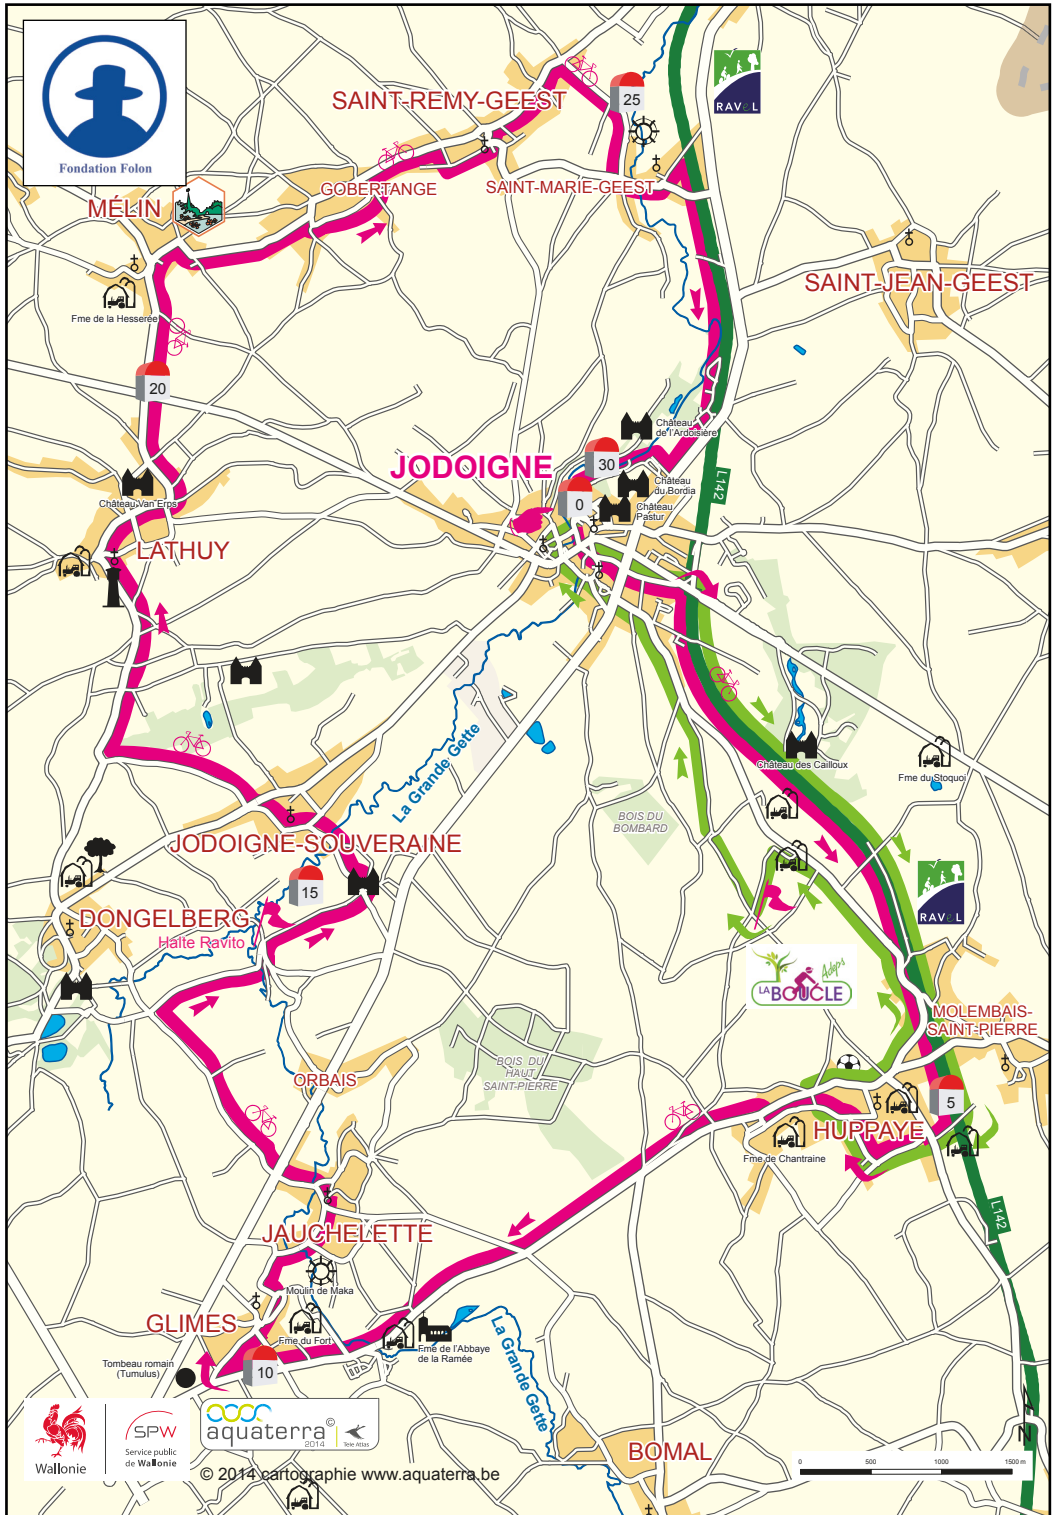 Fondation Folon
SAINT-REMY-GEEST
25
RAVeL
GOBERTANGE
SAINT-MARIE-GEEST
MÉLIN
SAINT-JEAN-GEEST
Fme de la Hesserée
20
Château
de l'Ardoisière
JODOIGNE
30
Château
du Bordia
L142
0
Château
Pastur
Château Van Erps
LATHUY
La Grande Gette
Château des Cailloux
Fme du Stoquoi
BOIS DU
BOMBARD
JODOIGNE-SOUVERAINE
15
RAVeL
DONGELBERG
Halte Ravito
Adeps
LA BOUCLE
MOLEMBAIS-
SAINT-PIERRE
BOIS DU
HAUT
SAINT-PIERRE
ORBAIS
5
HUPPAYE
Fme de Chantraine
L142
JAUCHELETTE
Moulin de Maka
GLIMES
Fme du Fort
Fme de l'Abbaye
de la Ramée
La Grande Gette
Tombeau romain
(Tumulus)
10
Wallonie
SPW
Service public
de Wallonie
aquaterra©
2014
Tele Atlas
N
BOMAL
0 500 1000 1500 m
© 2014 cartographie www.aquaterra.be